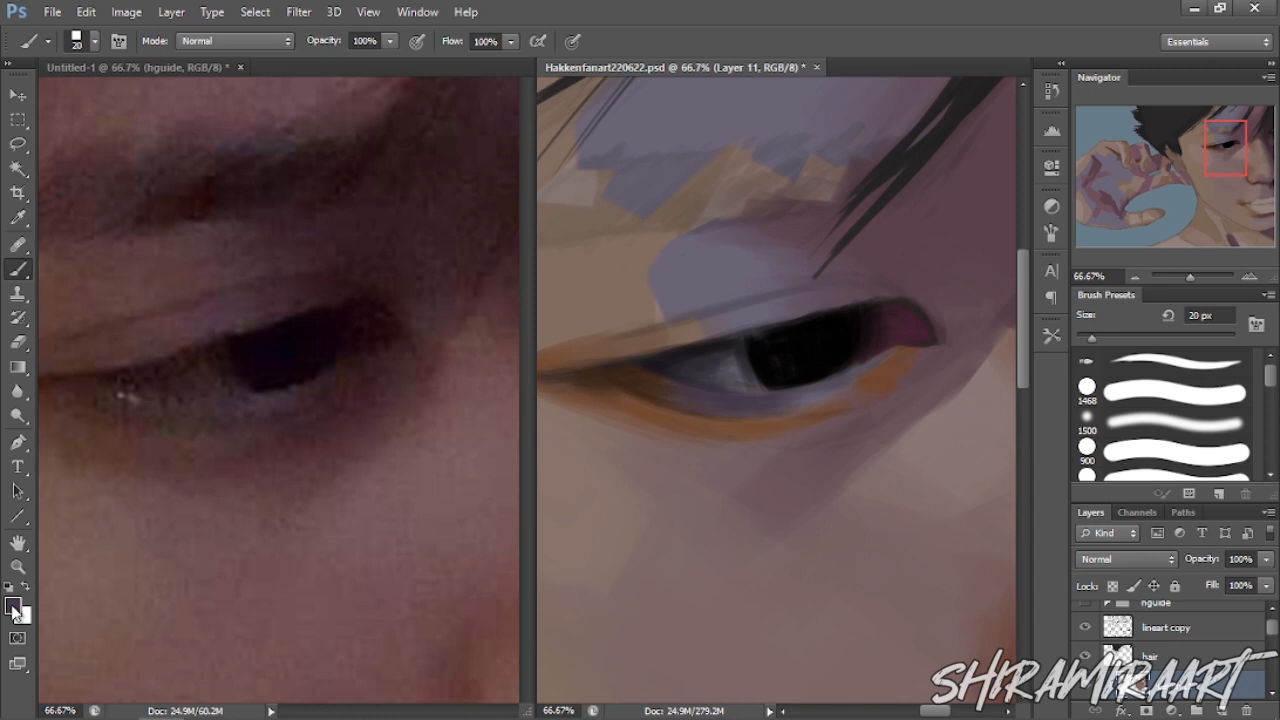 Ps File Edit Image Layer Type Select Filter 3D View Window Help
20 Mode: Normal Opacity: 100% Flow: 100% Essentials
Untitled-1 @ 66.7% (hguide, RGB/8) * ×
Hakkenfanart220622.psd @ 66.7% (Layer 11, RGB/8) * ×
Navigator
66.67%
Brush Presets
Size: 20 px
1468
1500
900
Layers Channels Paths
Kind
Normal Opacity: 100%
Lock: Fill: 100%
hguide
lineart copy
hair
SHIRAMIRAART
66.67% Doc: 24.9M/60.2M
66.67% Doc: 24.9M/279.2M